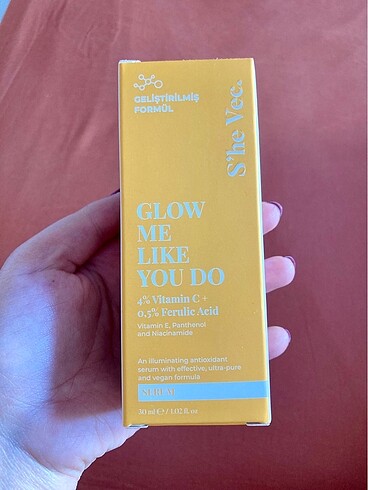 GELİŞTİRİLMİŞ
FORMÜL
S'he Vec.
GLOW
ME
LIKE
YOU DO
4% Vitamin C +
0,5% Ferulic Acid
Vitamin E, Panthenol
and Niacinamide
An illuminating antioxidant
serum with effective, ultra-pure
and vegan formula
SERUM
30 ml ℮ / 1.02 fl oz